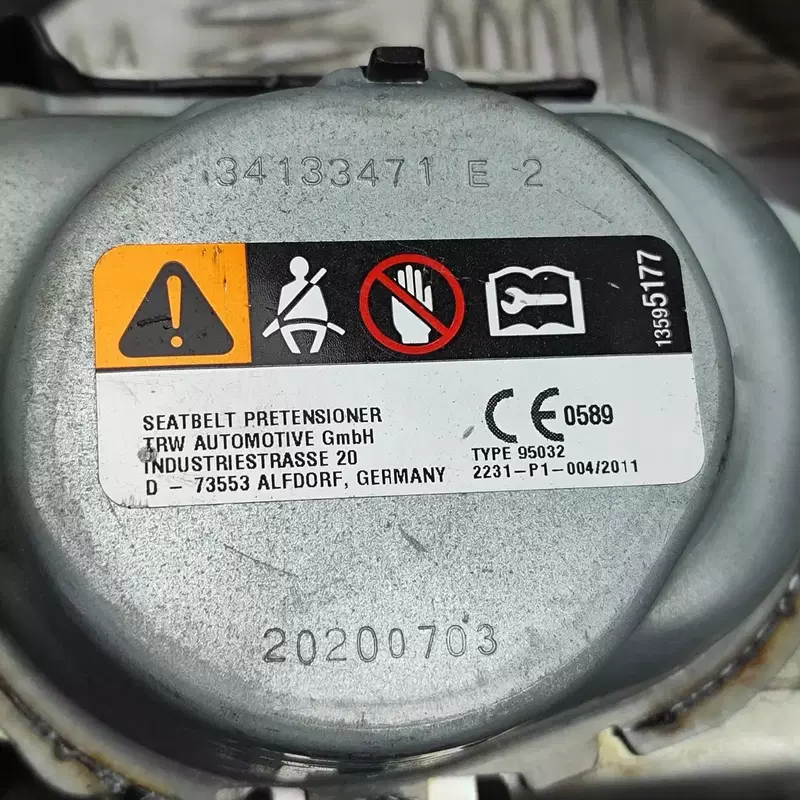 34133471 E 2
13595177
SEATBELT PRETENSIONER
TRW AUTOMOTIVE GmbH
INDUSTRIESTRASSE 20
D – 73553 ALFDORF, GERMANY
CE 0589
TYPE 95032
2231-P1-004/2011
20200703